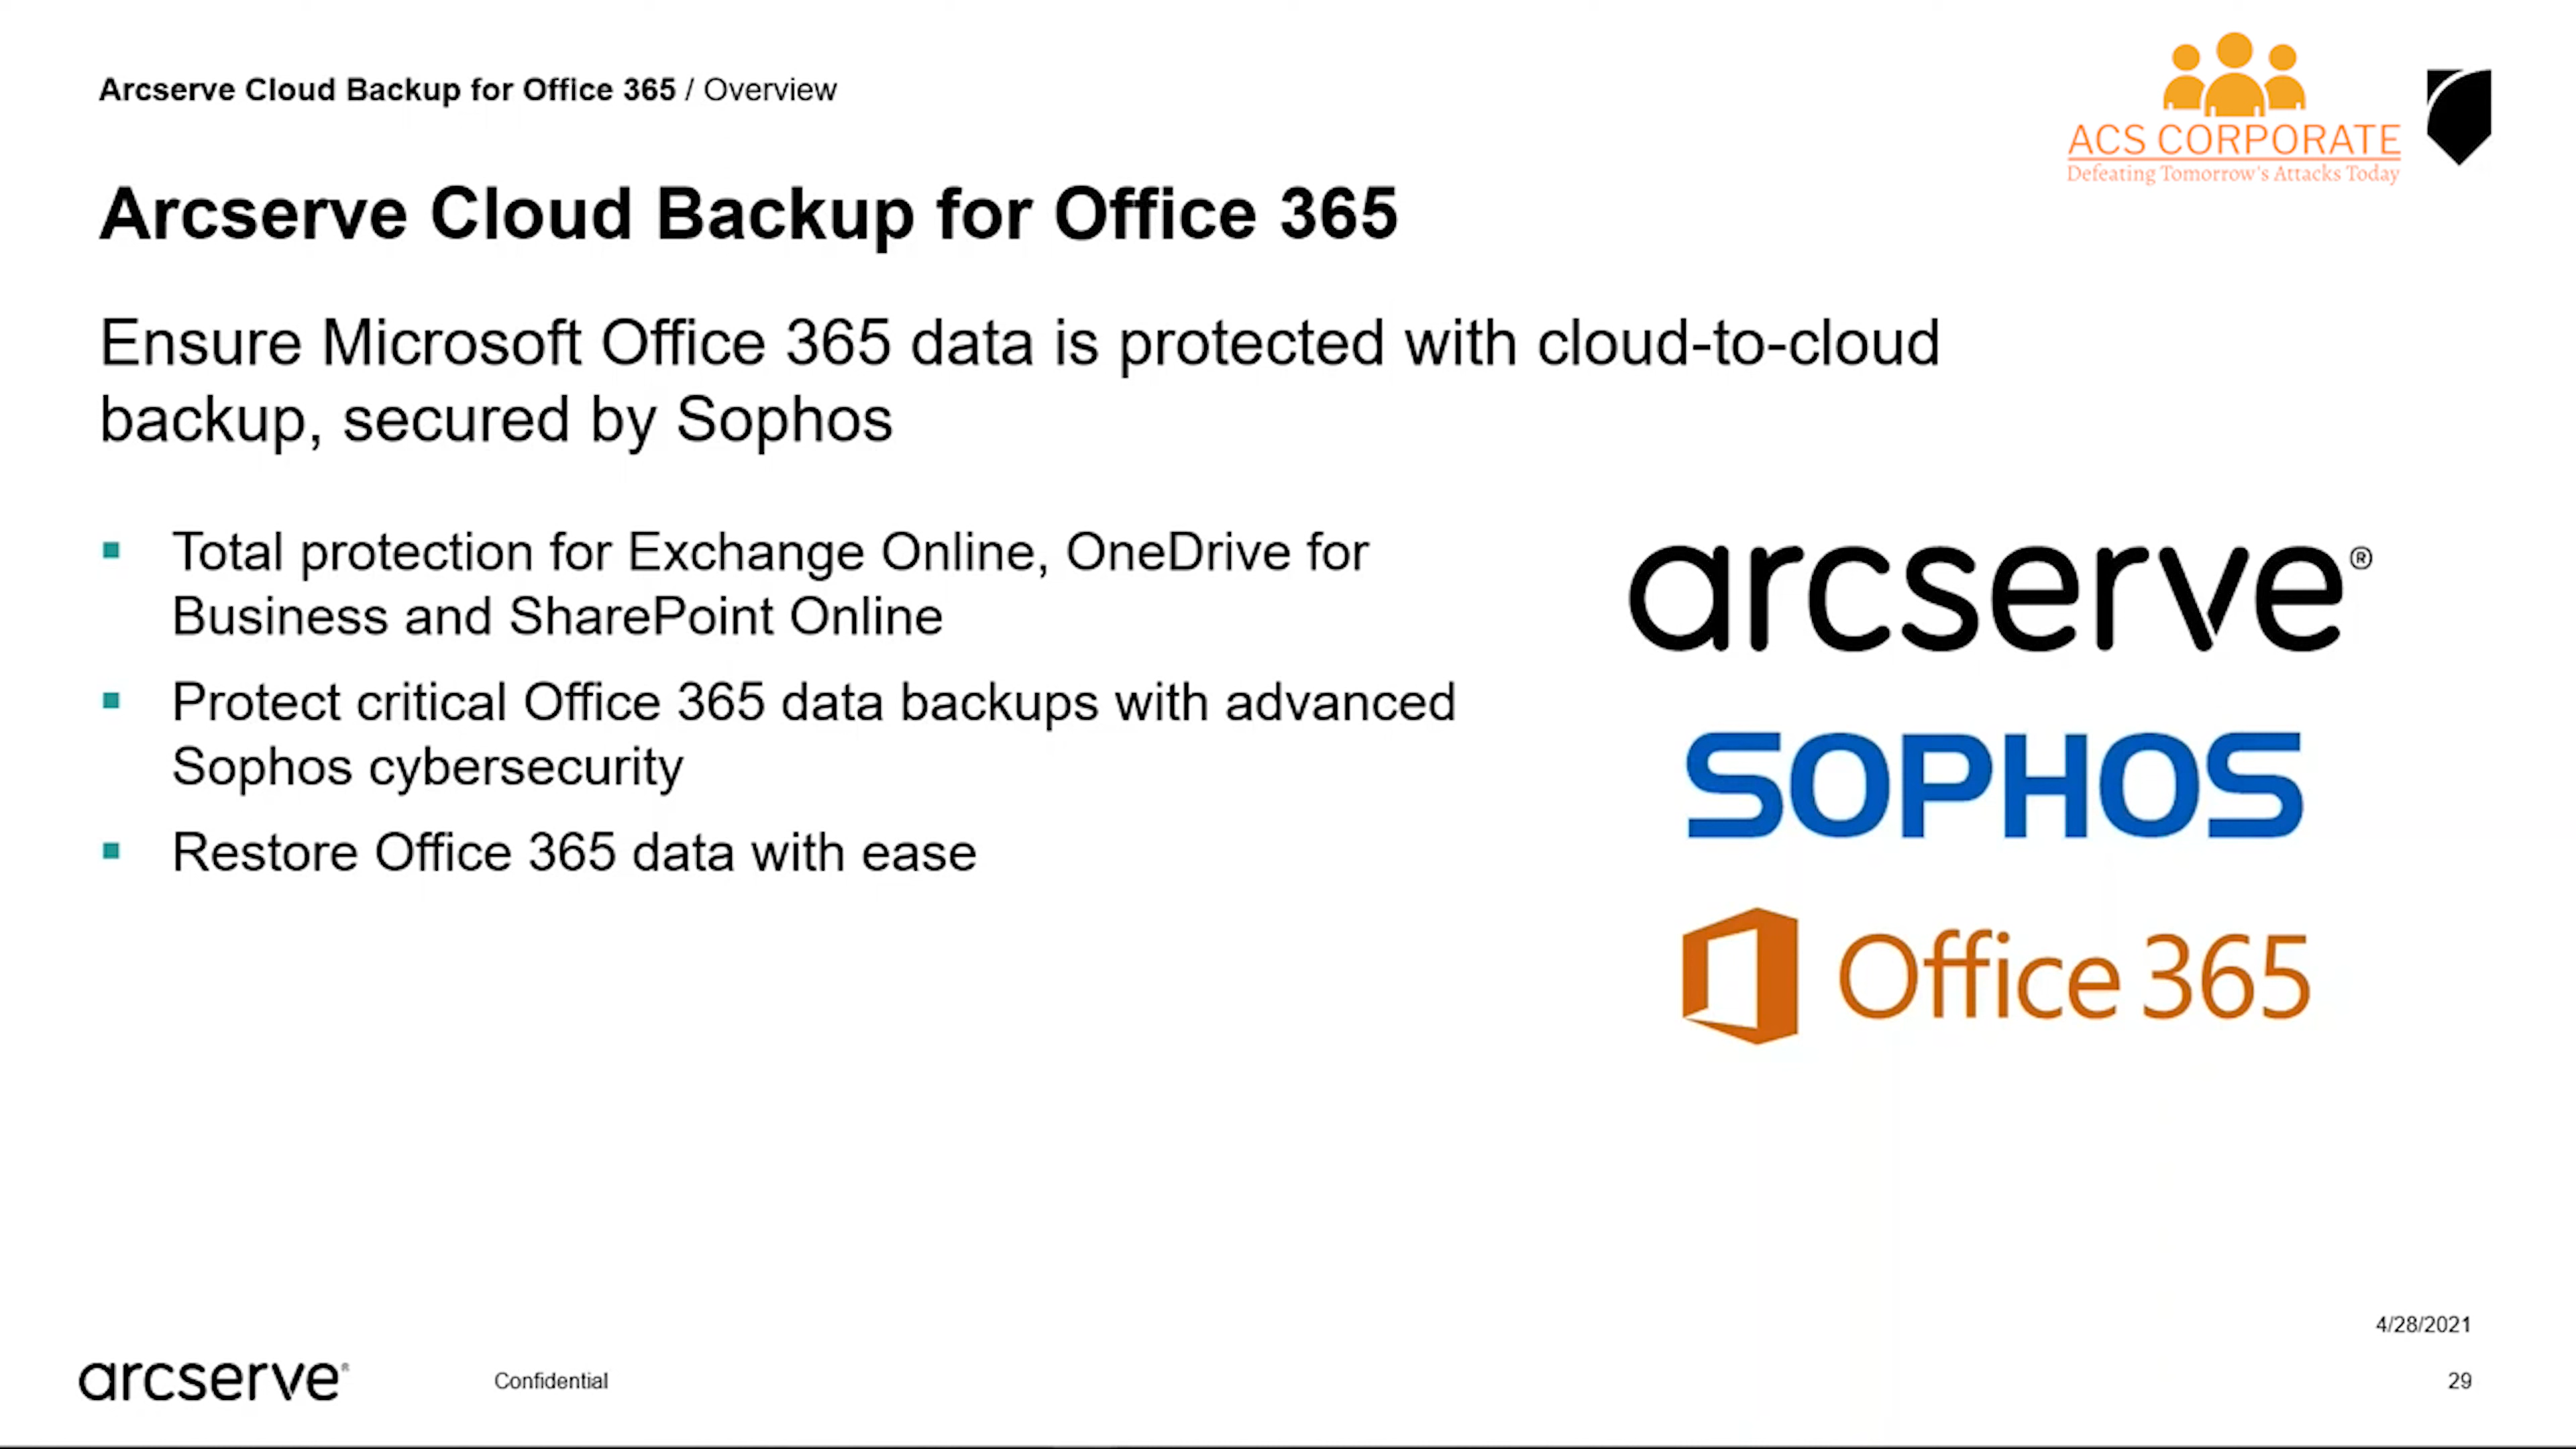 Arcserve Cloud Backup for Office 365 / Overview
ACS CORPORATE
Defeating Tomorrow's Attacks Today
Arcserve Cloud Backup for Office 365
Ensure Microsoft Office 365 data is protected with cloud-to-cloud
backup, secured by Sophos
▪ Total protection for Exchange Online, OneDrive for
Business and SharePoint Online
▪ Protect critical Office 365 data backups with advanced
Sophos cybersecurity
▪ Restore Office 365 data with ease
arcserve®
SOPHOS
Office 365
4/28/2021
arcserve®
Confidential
29